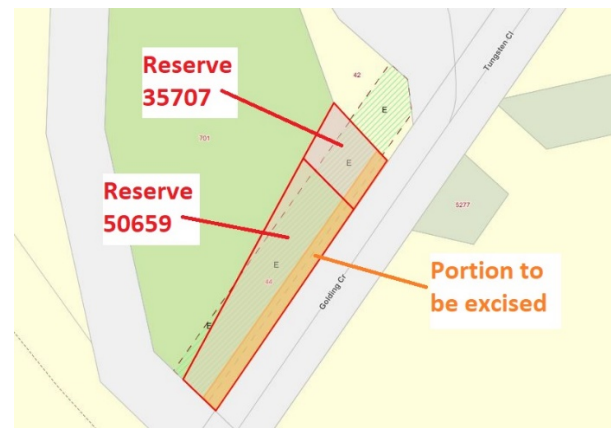 Reserve
35707
42
Tungsten Cl
E
701
E
Reserve
50659
5277
E
Golding Cr
Portion to
be excised
E